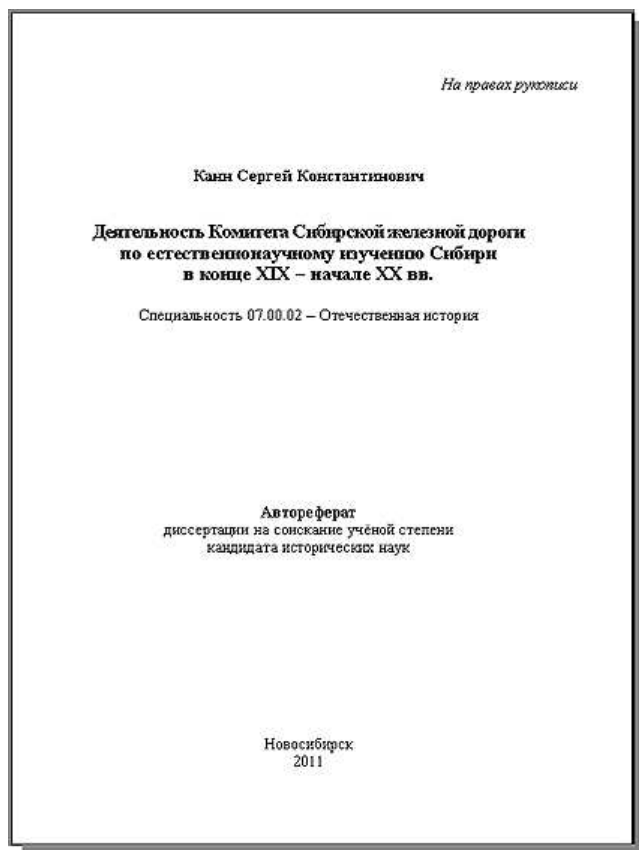 На правах рукописи
Канн Сергей Константинович
Деятельность Комитета Сибирской железной дороги
по естественнонаучному изучению Сибири
в конце XIX – начале XX вв.
Специальность 07.00.02 – Отечественная история
Автореферат
диссертации на соискание учёной степени
кандидата исторических наук
Новосибирск
2011